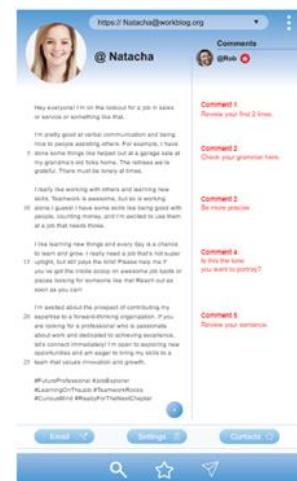 https:// Natacha@workblog.org
@ Natacha
Comments
@Rob
Hey everyone! I'm on the lookout for a job in sales
or service or something like that.
I'm pretty good at verbal communication and being
nice to people assisting others. For example, I have
5 done some things like helped out at a garage sale at
my grandma's old folks home. The retirees were so
grateful. There must be lonely at times.
I really like working with others and learning new
skills. Teamwork is awesome, but so is working
10 alone I guess! I have some skills like being good with
people, counting money, and I'm excited to use them
at a job that needs those.
I like learning new things and every day is a chance
to learn and grow. I really need a job that's not super
15 uptight, but still pays the bills! Please help me if
you've got the inside scoop on awesome job spots or
places looking for someone like me! Reach out as
soon as you can!
I'm excited about the prospect of contributing my
20 expertise to a forward-thinking organization. If you
are looking for a professional who is passionate
about work and dedicated to achieving excellence,
let's connect immediately! I am open to exploring new
opportunities and am eager to bring my skills to a
25 team that values innovation and growth.
#FutureProfessional #JobExplorer
#LearningOnTheJob #TeamworkRocks
#CuriousMind #ReadyForTheNextChapter
Comment 1
Review your first 2 lines.
Comment 2
Check your grammar here.
Comment 3
Be more precise.
Comment 4
Is this the tone
you want to portray?
Comment 5
Review your sentence.
Email
Settings
Contacts